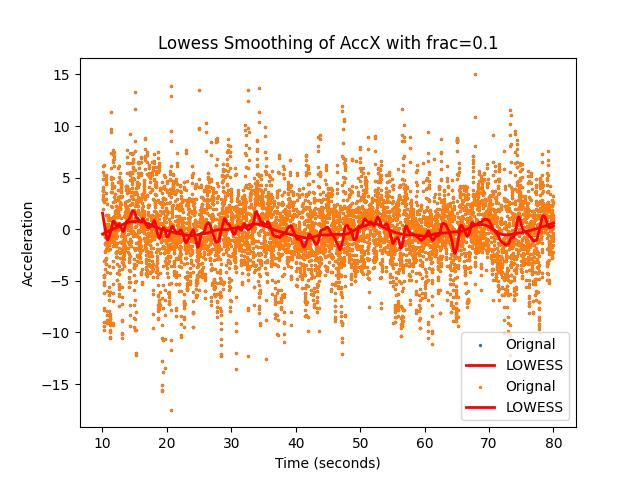 Lowess Smoothing of AccX with frac=0.1
15
10
5
0
−5
−10
−15
Acceleration
10 20 30 40 50 60 70 80
Time (seconds)
Orignal
LOWESS
Orignal
LOWESS